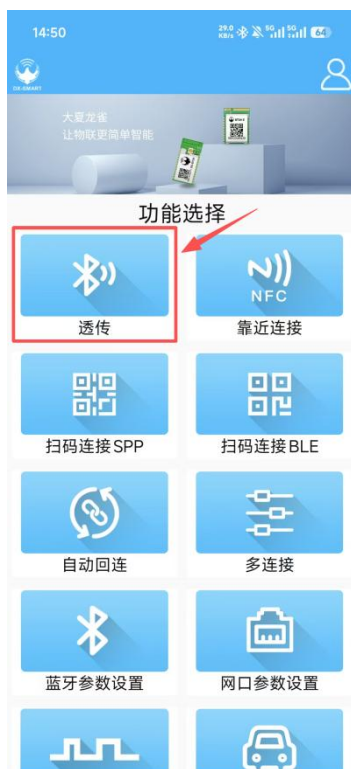 14:50
29.0 KB/s 5G 5G 64
DX-SMART
大夏龙雀
让物联更简单智能
功能选择
NFC
透传
靠近连接
扫码连接SPP
扫码连接BLE
自动回连
多连接
蓝牙参数设置
网口参数设置